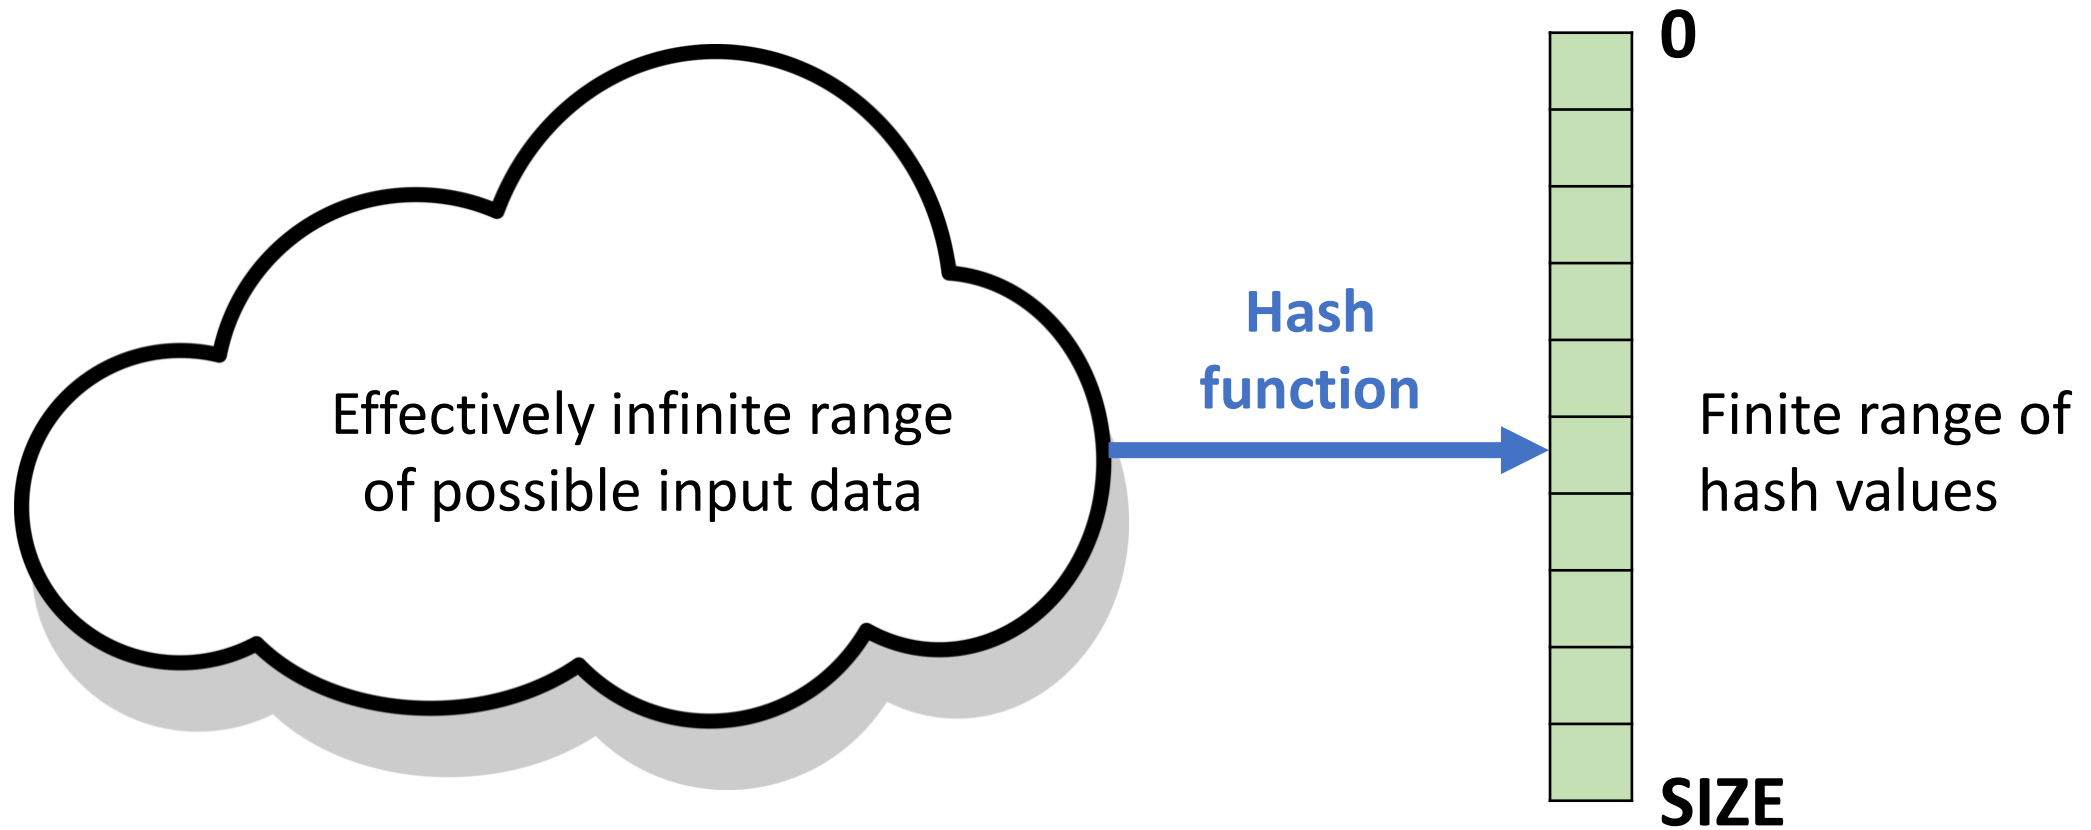 0
Hash
function
Effectively infinite range
of possible input data
Finite range of
hash values
SIZE